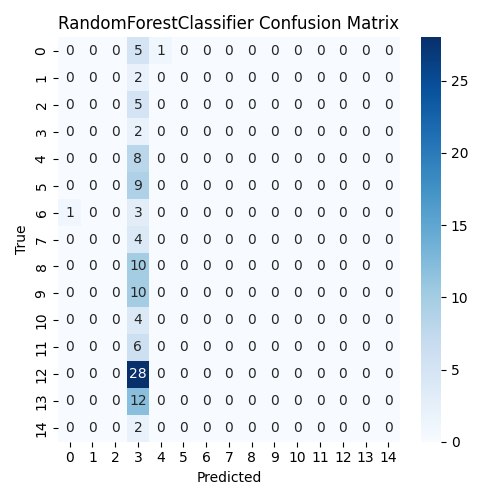 RandomForestClassifier Confusion Matrix
True
0 0 0 0 5 1 0 0 0 0 0 0 0 0 0 0
1 0 0 0 2 0 0 0 0 0 0 0 0 0 0 0
2 0 0 0 5 0 0 0 0 0 0 0 0 0 0 0
3 0 0 0 2 0 0 0 0 0 0 0 0 0 0 0
4 0 0 0 8 0 0 0 0 0 0 0 0 0 0 0
5 0 0 0 9 0 0 0 0 0 0 0 0 0 0 0
6 1 0 0 3 0 0 0 0 0 0 0 0 0 0 0
7 0 0 0 4 0 0 0 0 0 0 0 0 0 0 0
8 0 0 0 10 0 0 0 0 0 0 0 0 0 0 0
9 0 0 0 10 0 0 0 0 0 0 0 0 0 0 0
10 0 0 0 4 0 0 0 0 0 0 0 0 0 0 0
11 0 0 0 6 0 0 0 0 0 0 0 0 0 0 0
12 0 0 0 28 0 0 0 0 0 0 0 0 0 0 0
13 0 0 0 12 0 0 0 0 0 0 0 0 0 0 0
14 0 0 0 2 0 0 0 0 0 0 0 0 0 0 0
0 1 2 3 4 5 6 7 8 9 10 11 12 13 14
Predicted
25
20
15
10
5
0